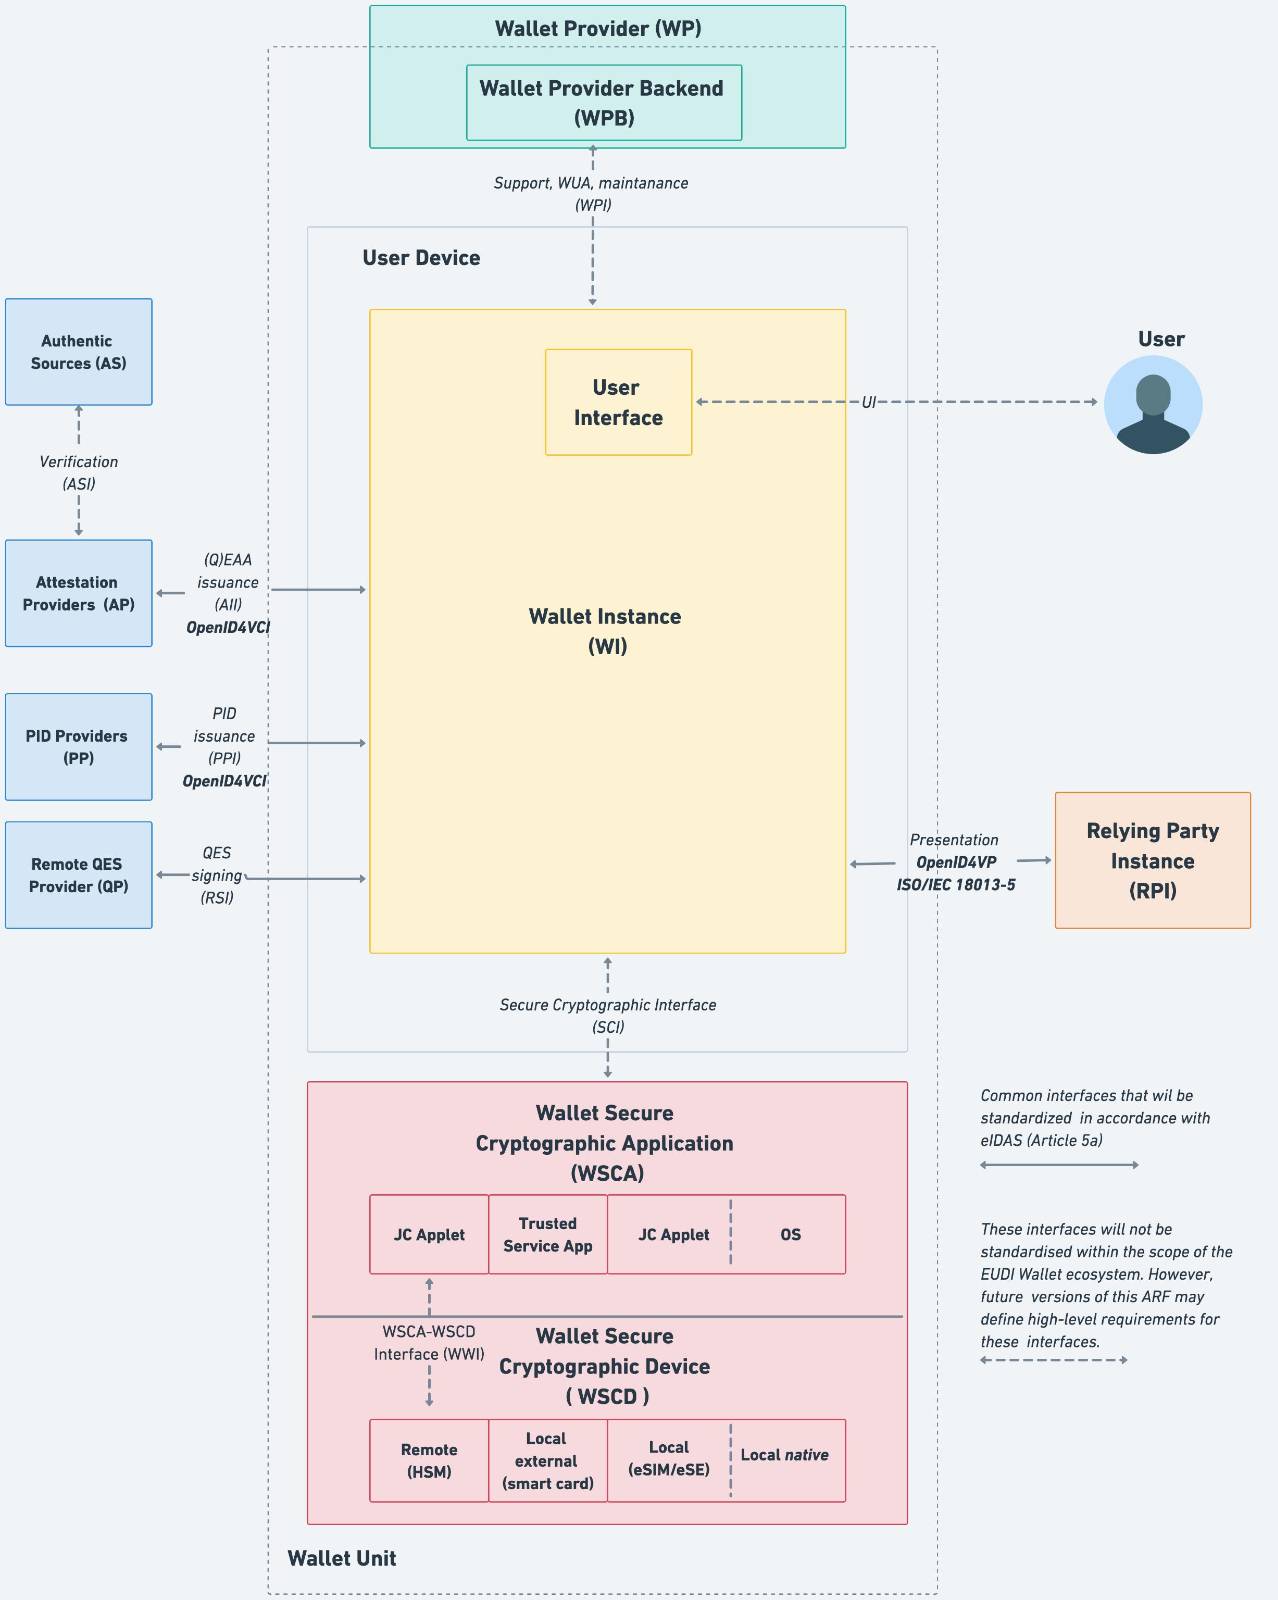 Wallet Provider (WP)
Wallet Provider Backend
(WPB)
Support, WUA, maintanance
(WPI)
User Device
Authentic
Sources (AS)
User
Interface
UI
User
Verification
(ASI)
Attestation
Providers (AP)
(Q)EAA
issuance
(AII)
OpenID4VCI
Wallet Instance
(WI)
PID Providers
(PP)
PID
issuance
(PPI)
OpenID4VCI
Remote QES
Provider (QP)
QES
signing
(RSI)
Presentation
OpenID4VP
ISO/IEC 18013-5
Relying Party
Instance
(RPI)
Secure Cryptographic Interface
(SCI)
Wallet Secure
Cryptographic Application
(WSCA)
JC Applet
Trusted
Service App
JC Applet
OS
WSCA-WSCD
Interface (WWI)
Wallet Secure
Cryptographic Device
( WSCD )
Remote
(HSM)
Local
external
(smart card)
Local
(eSIM/eSE)
Local native
Wallet Unit
Common interfaces that wil be
standardized in accordance with
eIDAS (Article 5a)
These interfaces will not be
standardised within the scope of the
EUDI Wallet ecosystem. However,
future versions of this ARF may
define high-level requirements for
these interfaces.